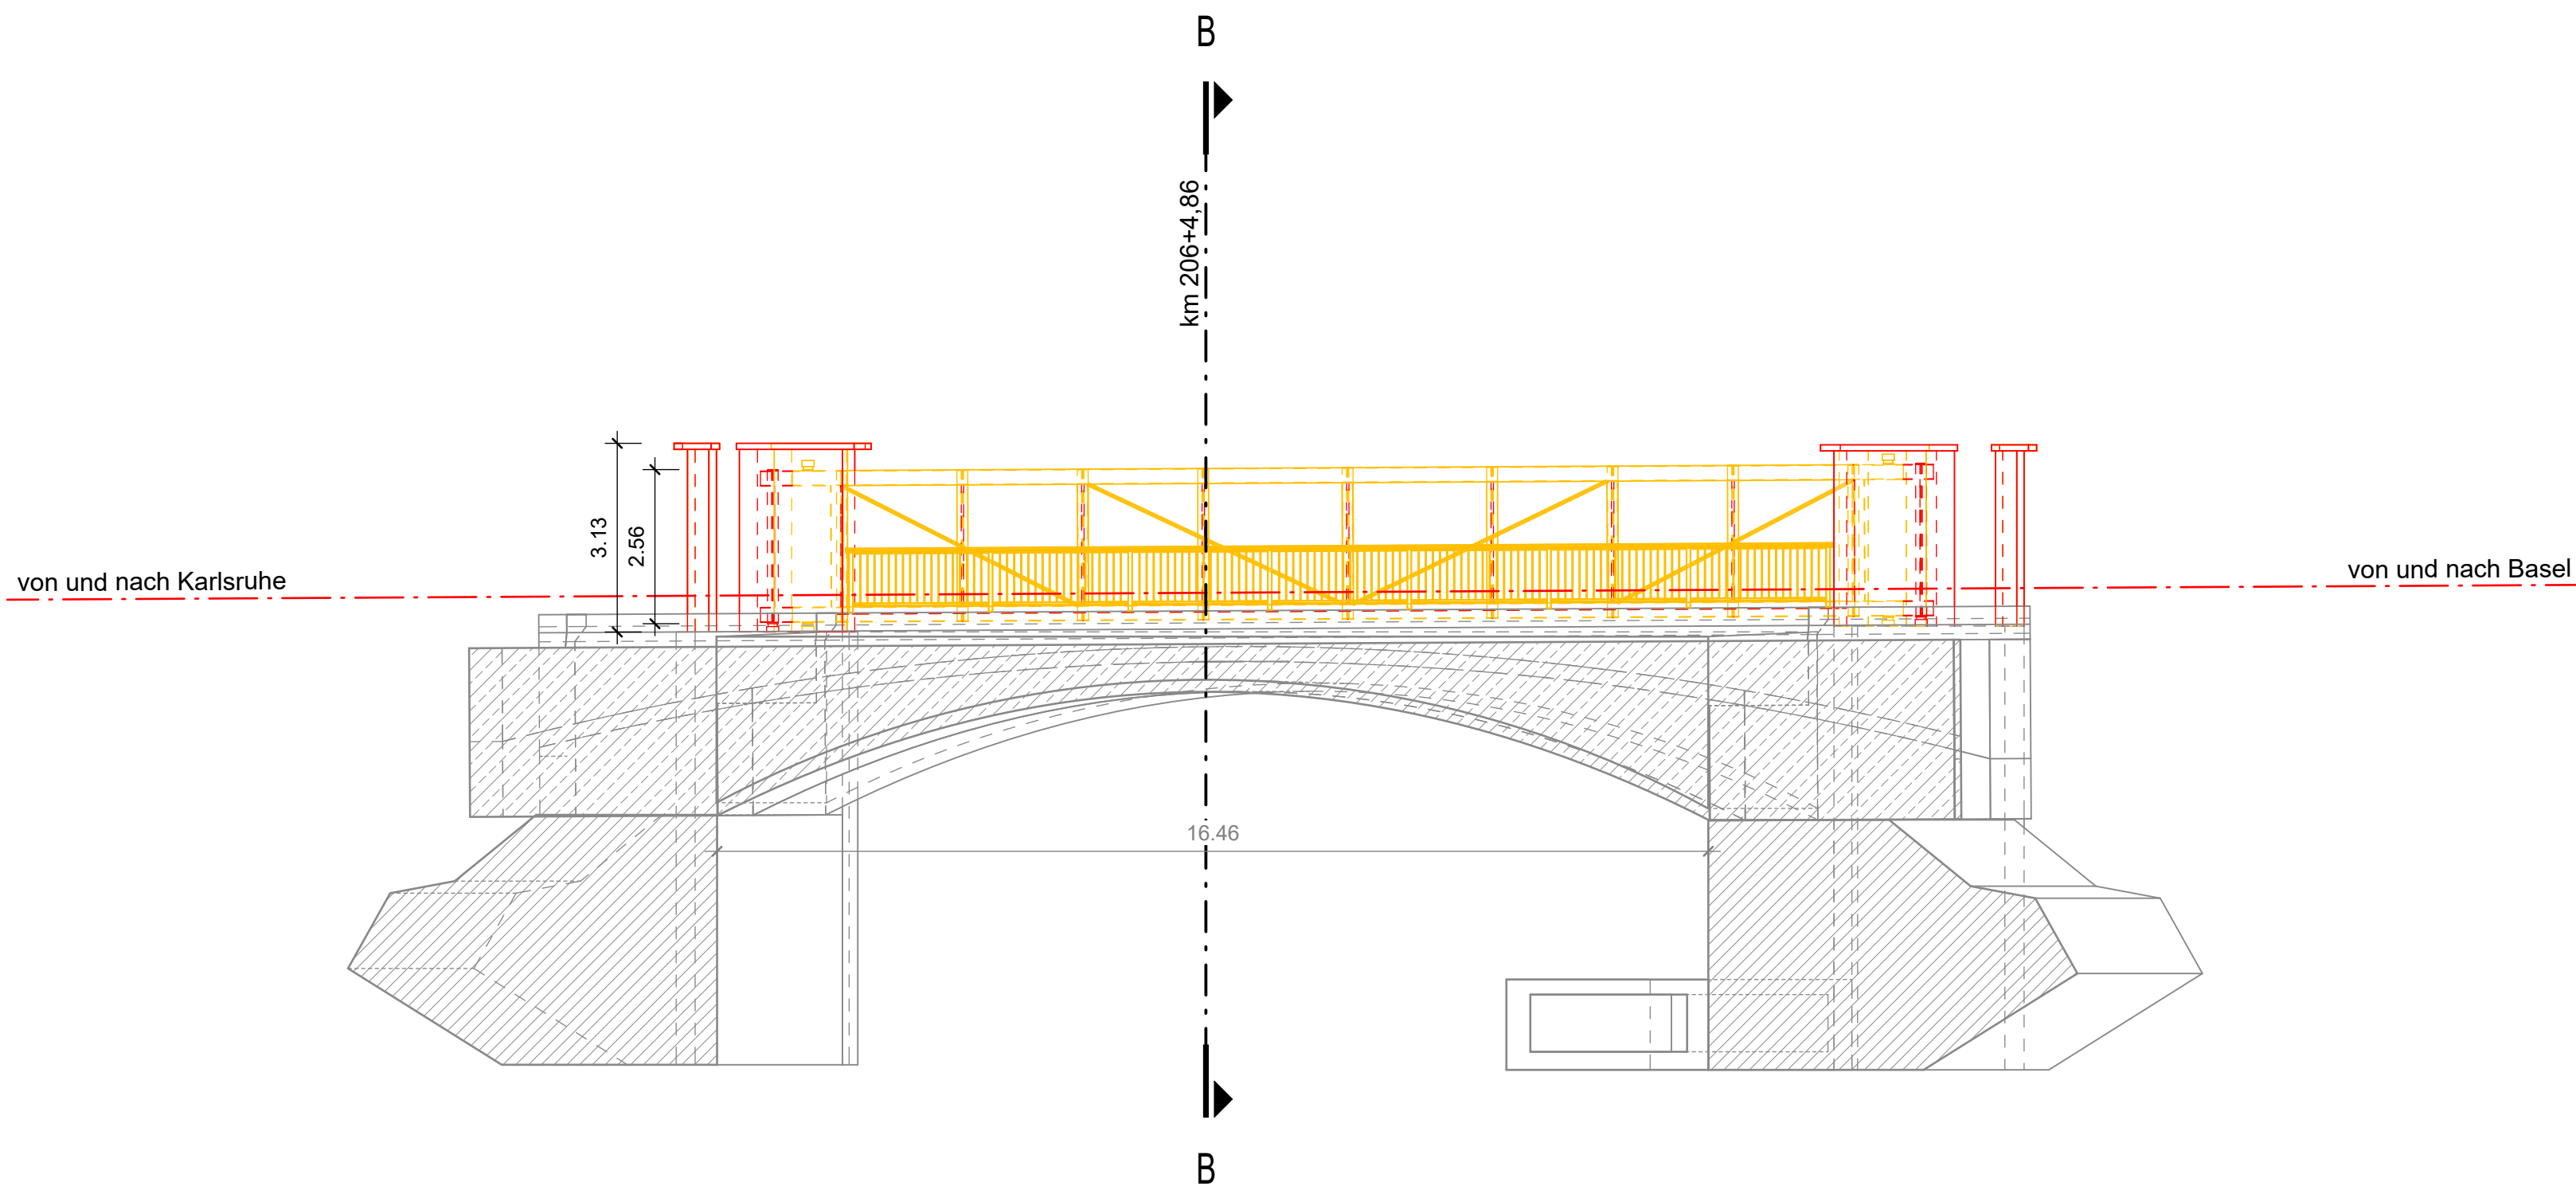 B
km 206+4,86
3.13
2.56
von und nach Karlsruhe
von und nach Basel
16.46
B